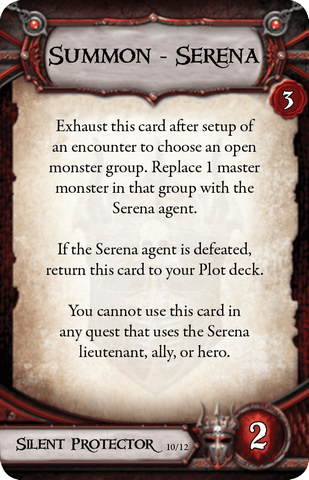 Summon - Serena
3
Exhaust this card after setup of
an encounter to choose an open
monster group. Replace 1 master
monster in that group with the
Serena agent.
If the Serena agent is defeated,
return this card to your Plot deck.
You cannot use this card in
any quest that uses the Serena
lieutenant, ally, or hero.
Silent Protector 10/12
2